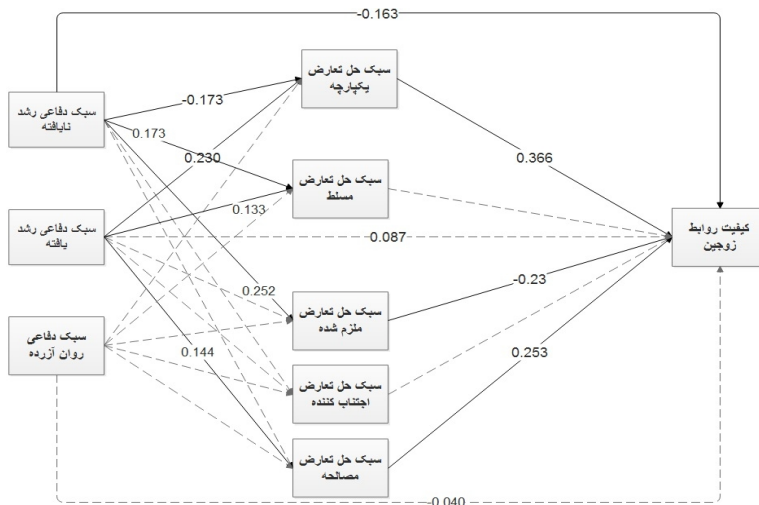 -0.163
سبک حل تعارض
یکپارچه
سبک دفاعی رشد
نایافته
-0.173
0.173
0.230
0.366
سبک حل تعارض
مسلط
0.133
سبک دفاعی رشد
یافته
0.087
کیفیت روابط
زوجین
0.252
-0.23
سبک حل تعارض
ملزم شده
سبک دفاعی
روان آزرده
0.144
0.253
سبک حل تعارض
اجتناب کننده
سبک حل تعارض
مصالحه
-0.040